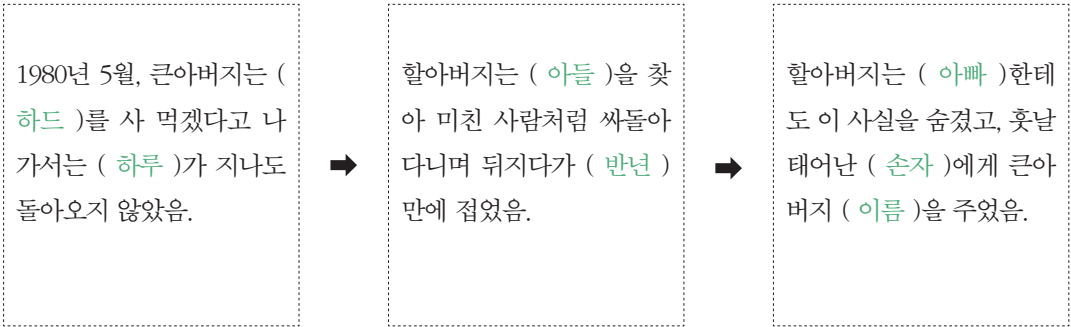 1980년 5월, 큰아버지는 (
하드 )를 사 먹겠다고 나
가서는 ( 하루 )가 지나도
돌아오지 않았음.
➡
할아버지는 ( 아들 )을 찾
아 미친 사람처럼 싸돌아
다니며 뒤지다가 ( 반년 )
만에 접었음.
➡
할아버지는 ( 아빠 )한테
도 이 사실을 숨겼고, 훗날
태어난 ( 손자 )에게 큰아
버지 ( 이름 )을 주었음.